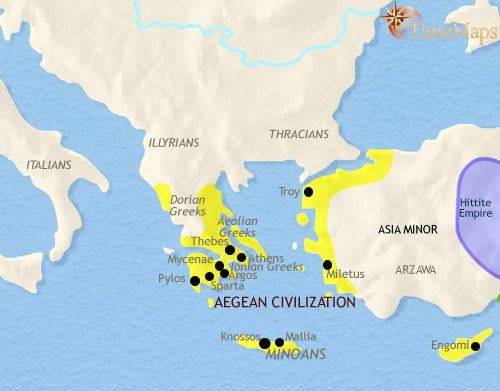 TimeMaps
ILLYRIANS
THRACIANS
ITALIANS
Troy
Dorian
Greeks
Hittite
Empire
Aeolian
Greeks
ASIA MINOR
Thebes
Athens
Mycenae
Ionian Greeks
Miletus
ARZAWA
Argos
Pylos
Sparta
AEGEAN CIVILIZATION
Knossos
Mallia
MINOANS
Engomi